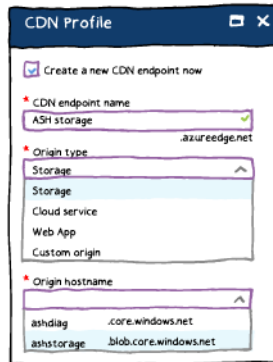 CDN Profile
Create a new CDN endpoint now
* CDN endpoint name
ASH storage
.azureedge.net
* Origin type
Storage
Storage
Cloud service
Web App
Custom origin
* Origin hostname
ashdiag .core.windows.net
ashstorage .blob.core.windows.net